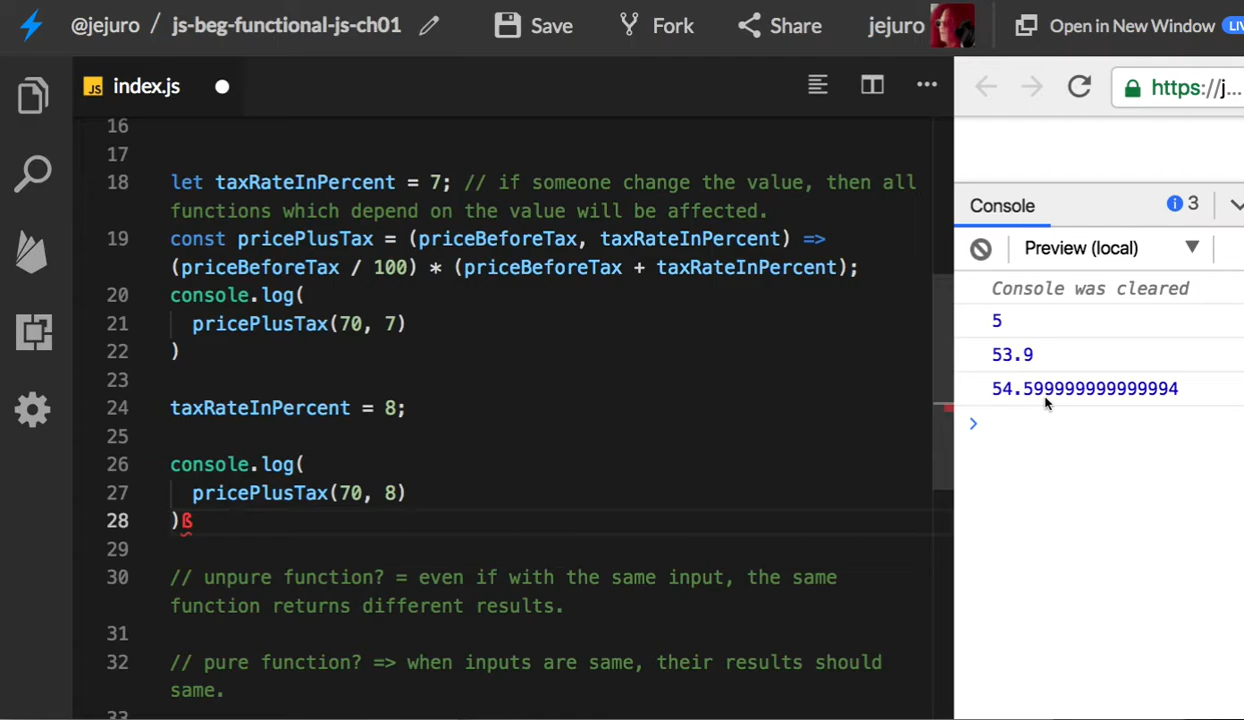 @jejuro / js-beg-functional-js-ch01 Save Fork Share jejuro Open in New Window LIV
JS index.js https://j...
16
17
18 let taxRateInPercent = 7; // if someone change the value, then all
functions which depend on the value will be affected.
19 const pricePlusTax = (priceBeforeTax, taxRateInPercent) =>
(priceBeforeTax / 100) * (priceBeforeTax + taxRateInPercent);
20 console.log(
21 pricePlusTax(70, 7)
22 )
23
24 taxRateInPercent = 8;
25
26 console.log(
27 pricePlusTax(70, 8)
28 )ß
29
30 // unpure function? = even if with the same input, the same
function returns different results.
31
32 // pure function? => when inputs are same, their results should
same.
33
Console 3
Preview (local)
Console was cleared
5
53.9
54.599999999999994